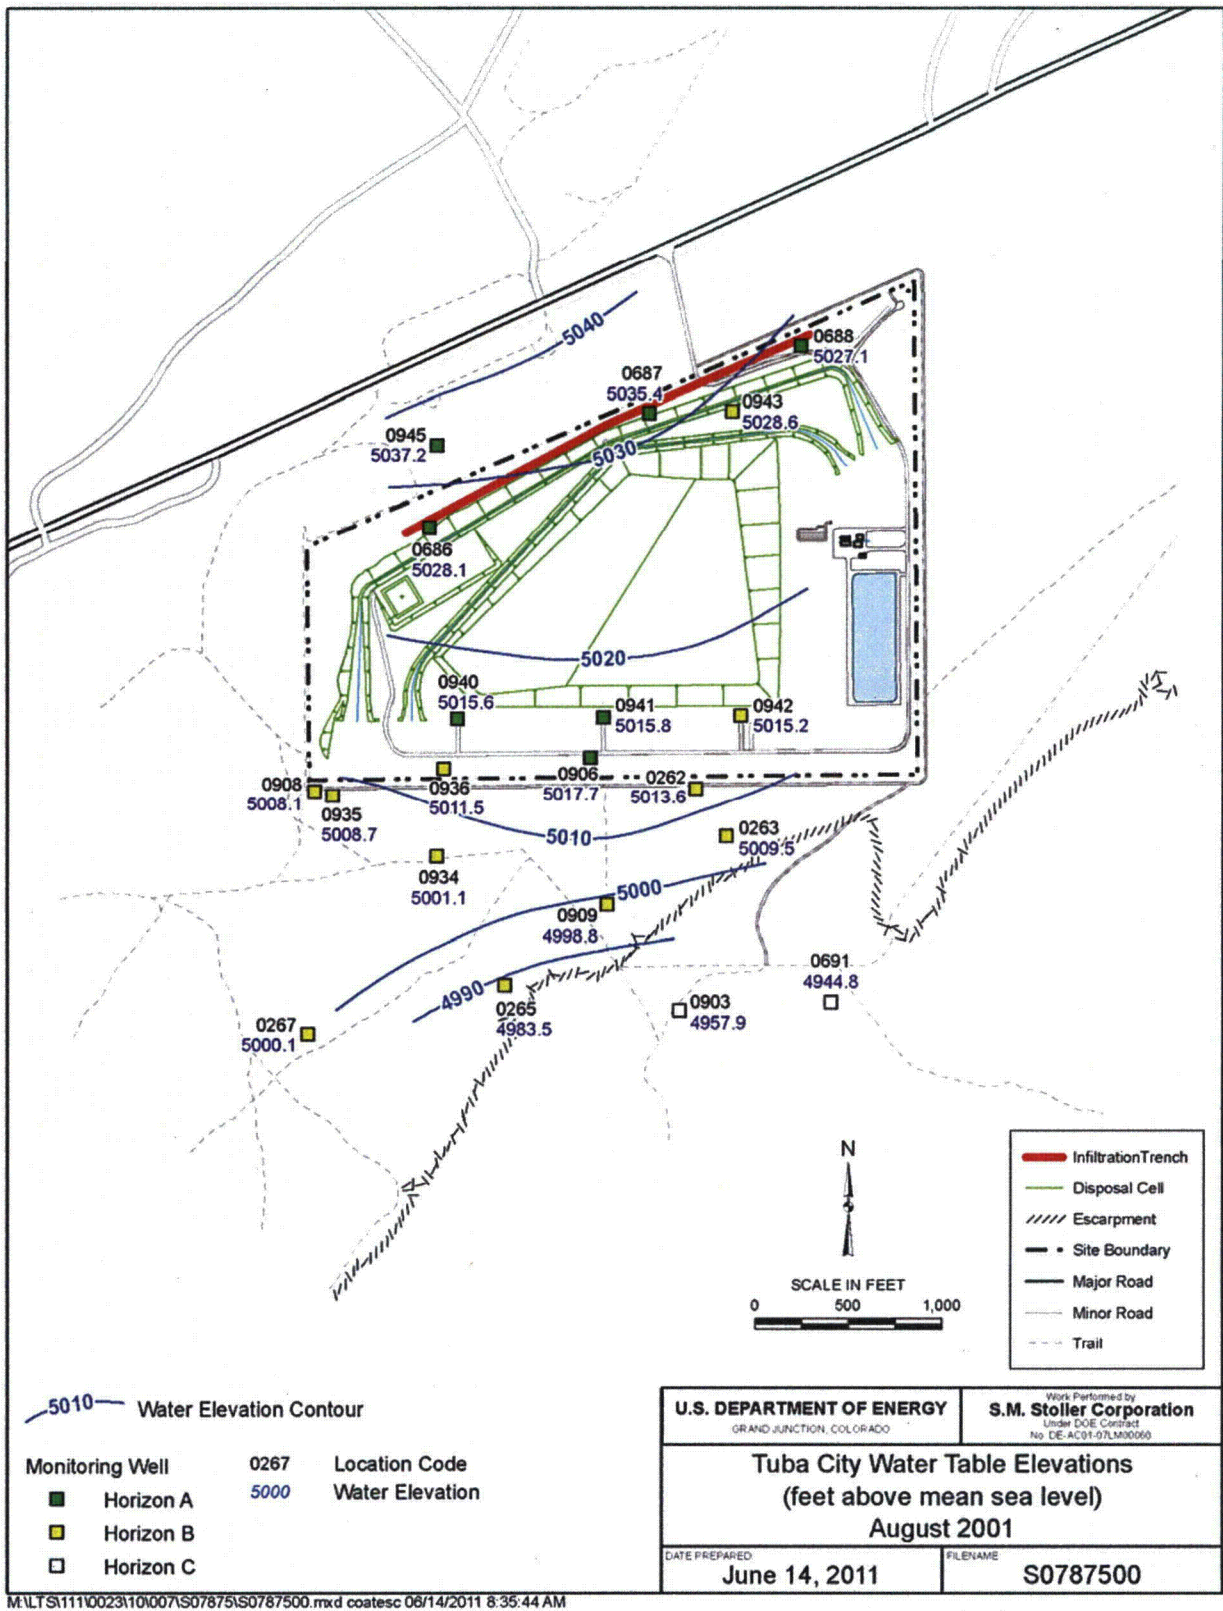 5040
0688
5027.1
0687
5035.4
0943
5028.6
0945
5037.2
5030
0686
5028.1
5020
0940
5015.6
0941
5015.8
0942
5015.2
0908
5008.1
0935
5008.7
0936
5011.5
0906
5017.7
0262
5013.6
5010
0263
5009.5
0934
5001.1
5000
0909
4998.8
4990
0265
4983.5
0691
4944.8
0903
4957.9
0267
5000.1
N
SCALE IN FEET
0 500 1,000
InfiltrationTrench
Disposal Cell
Escarpment
Site Boundary
Major Road
Minor Road
Trail
5010 Water Elevation Contour
Monitoring Well
Horizon A
Horizon B
Horizon C
0267 Location Code
5000 Water Elevation
U.S. DEPARTMENT OF ENERGY
GRAND JUNCTION, COLORADO
Work Performed by
S.M. Stoller Corporation
Under DOE Contract
No. DE-AC01-07LM00060
Tuba City Water Table Elevations
(feet above mean sea level)
August 2001
DATE PREPARED:
June 14, 2011
FILENAME
S0787500
M:\LTS\111\0023\10\007\S07875\S0787500.mxd coatesc 06/14/2011 8:35:44 AM